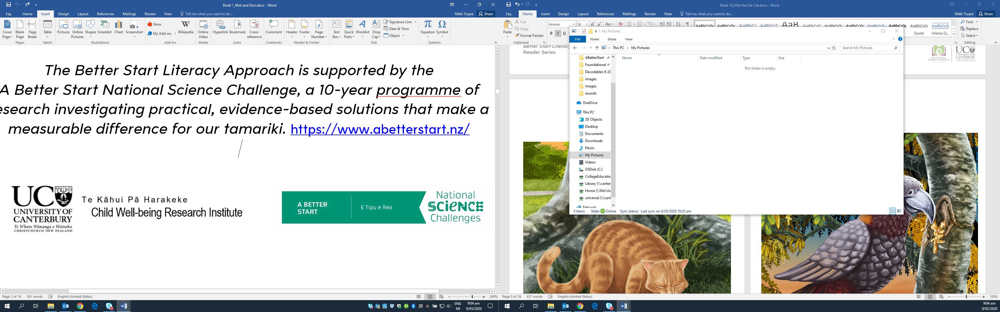 Book 1_Mot and Don.docx - Word
File Home Insert Design Layout References Mailings Review View Tell me what you want to do...
Nikki Turpie Share
Cover Page
Blank Page
Page Break
Table
Pictures
Online Pictures
Shapes
SmartArt
Chart
Screenshot
Store
My Add-ins
Wikipedia
Online Video
Hyperlink
Bookmark
Cross-reference
Comment
Header
Footer
Page Number
Text Box
Quick Parts
WordArt
Drop Cap
Signature Line
Date & Time
Object
Equation
Symbol
Pages Tables Illustrations Add-ins Media Links Comments Header & Footer Text Symbols
The Better Start Literacy Approach is supported by the
A Better Start National Science Challenge, a 10-year programme of
esearch investigating practical, evidence-based solutions that make a
measurable difference for our tamariki. https://www.abetterstart.nz/
UC
UNIVERSITY OF
CANTERBURY
Te Whare Wānanga o Waitaha
CHRISTCHURCH NEW ZEALAND
Te Kāhui Pā Harakeke
Child Well-being Research Institute
A BETTER
START
E Tipu e Rea
National
SCIENCE
Challenges
Page 3 of 16 581 words English (United States)
260%
ENG
MI
9:04 am
9/03/2020
Book 10_Mot the Fat Cat.docx - Word
File Home Insert Design Layout References Mailings Review View Tell me what you want to do...
Nikki Turpie Share
Paste
Cut
Copy
Format Painter
Clipboard
Aronui 14
B I U
Quote
Intense Q...
Find
Replace
Select
Editing
Better Start Literacy
Reader Series
BETTER START
LITERACY APPROACH
UC
UNIVERSITY OF
CANTERBURY
My Pictures
File Home Share View
This PC > My Pictures
Search My Pictures
Name Date modified Type Size
This folder is empty.
ABetterStart
Foundational
Decodables 9-20
images
images
sounds
OneDrive
This PC
3D Objects
Desktop
Documents
Downloads
Music
My Pictures
Videos
OSDisk (C:)
CollegeEducatio
Library (\\canter
Home (\\file\Use
universal (\\cant
Network
0 items State: Online Sync status: Last sync on 6/03/2020 10:25 am
Page 5 of 16 637 words English (United States)
100%
9:04 am
9/03/2020